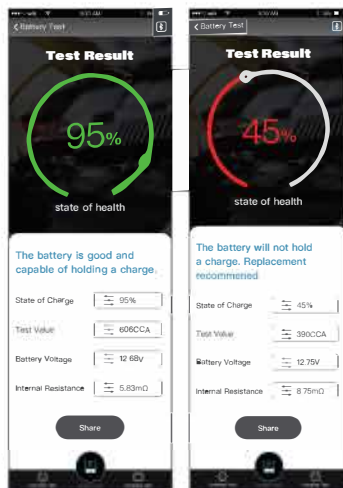 Battery Test
Test Result
95%
state of health
The battery is good and
capable of holding a charge.
State of Charge 95%
Test Value 606CCA
Battery Voltage 12 68v
Internal Resistance 5.83mΩ
Share
Battery Test
Test Result
45%
state of health
The battery will not hold
a charge. Replacement
recommened
State of Charge 45%
Test Value 390CCA
Battery Voltage 12.75V
Internal Resistance 8 75mΩ
Share